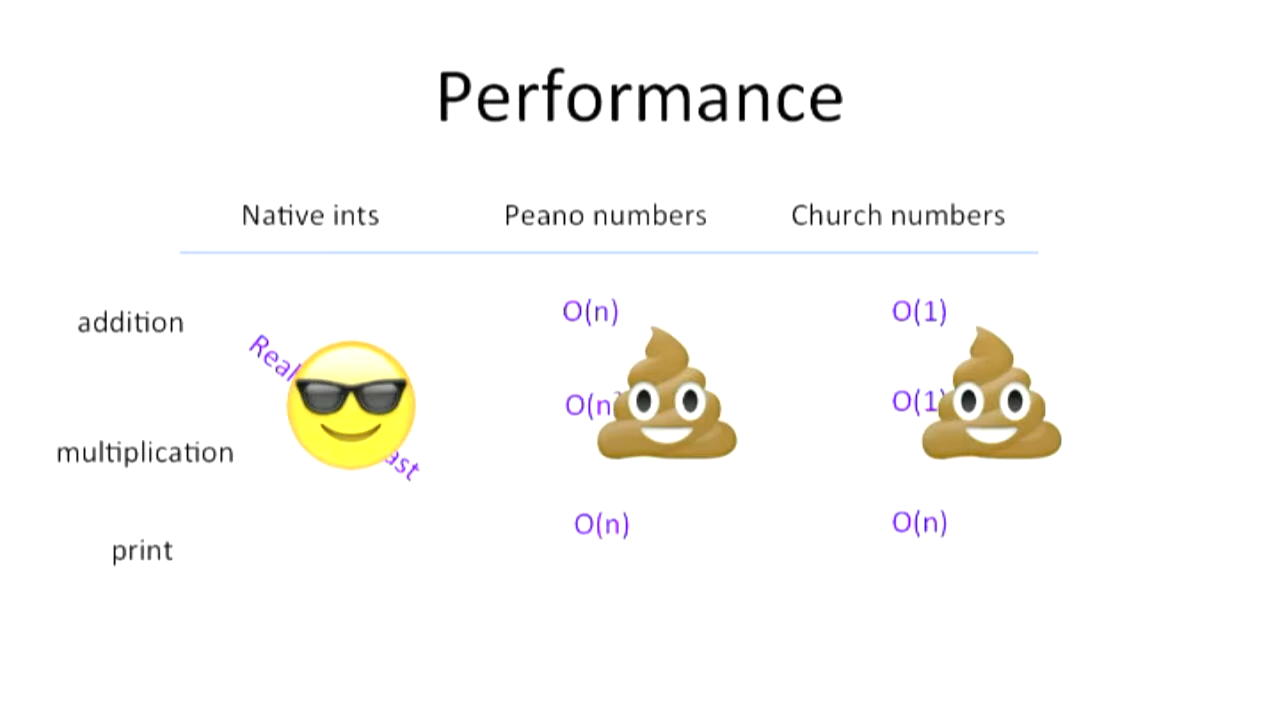 Performance
Native ints Peano numbers Church numbers
addition O(n) O(1)
multiplication
print O(n) O(n)